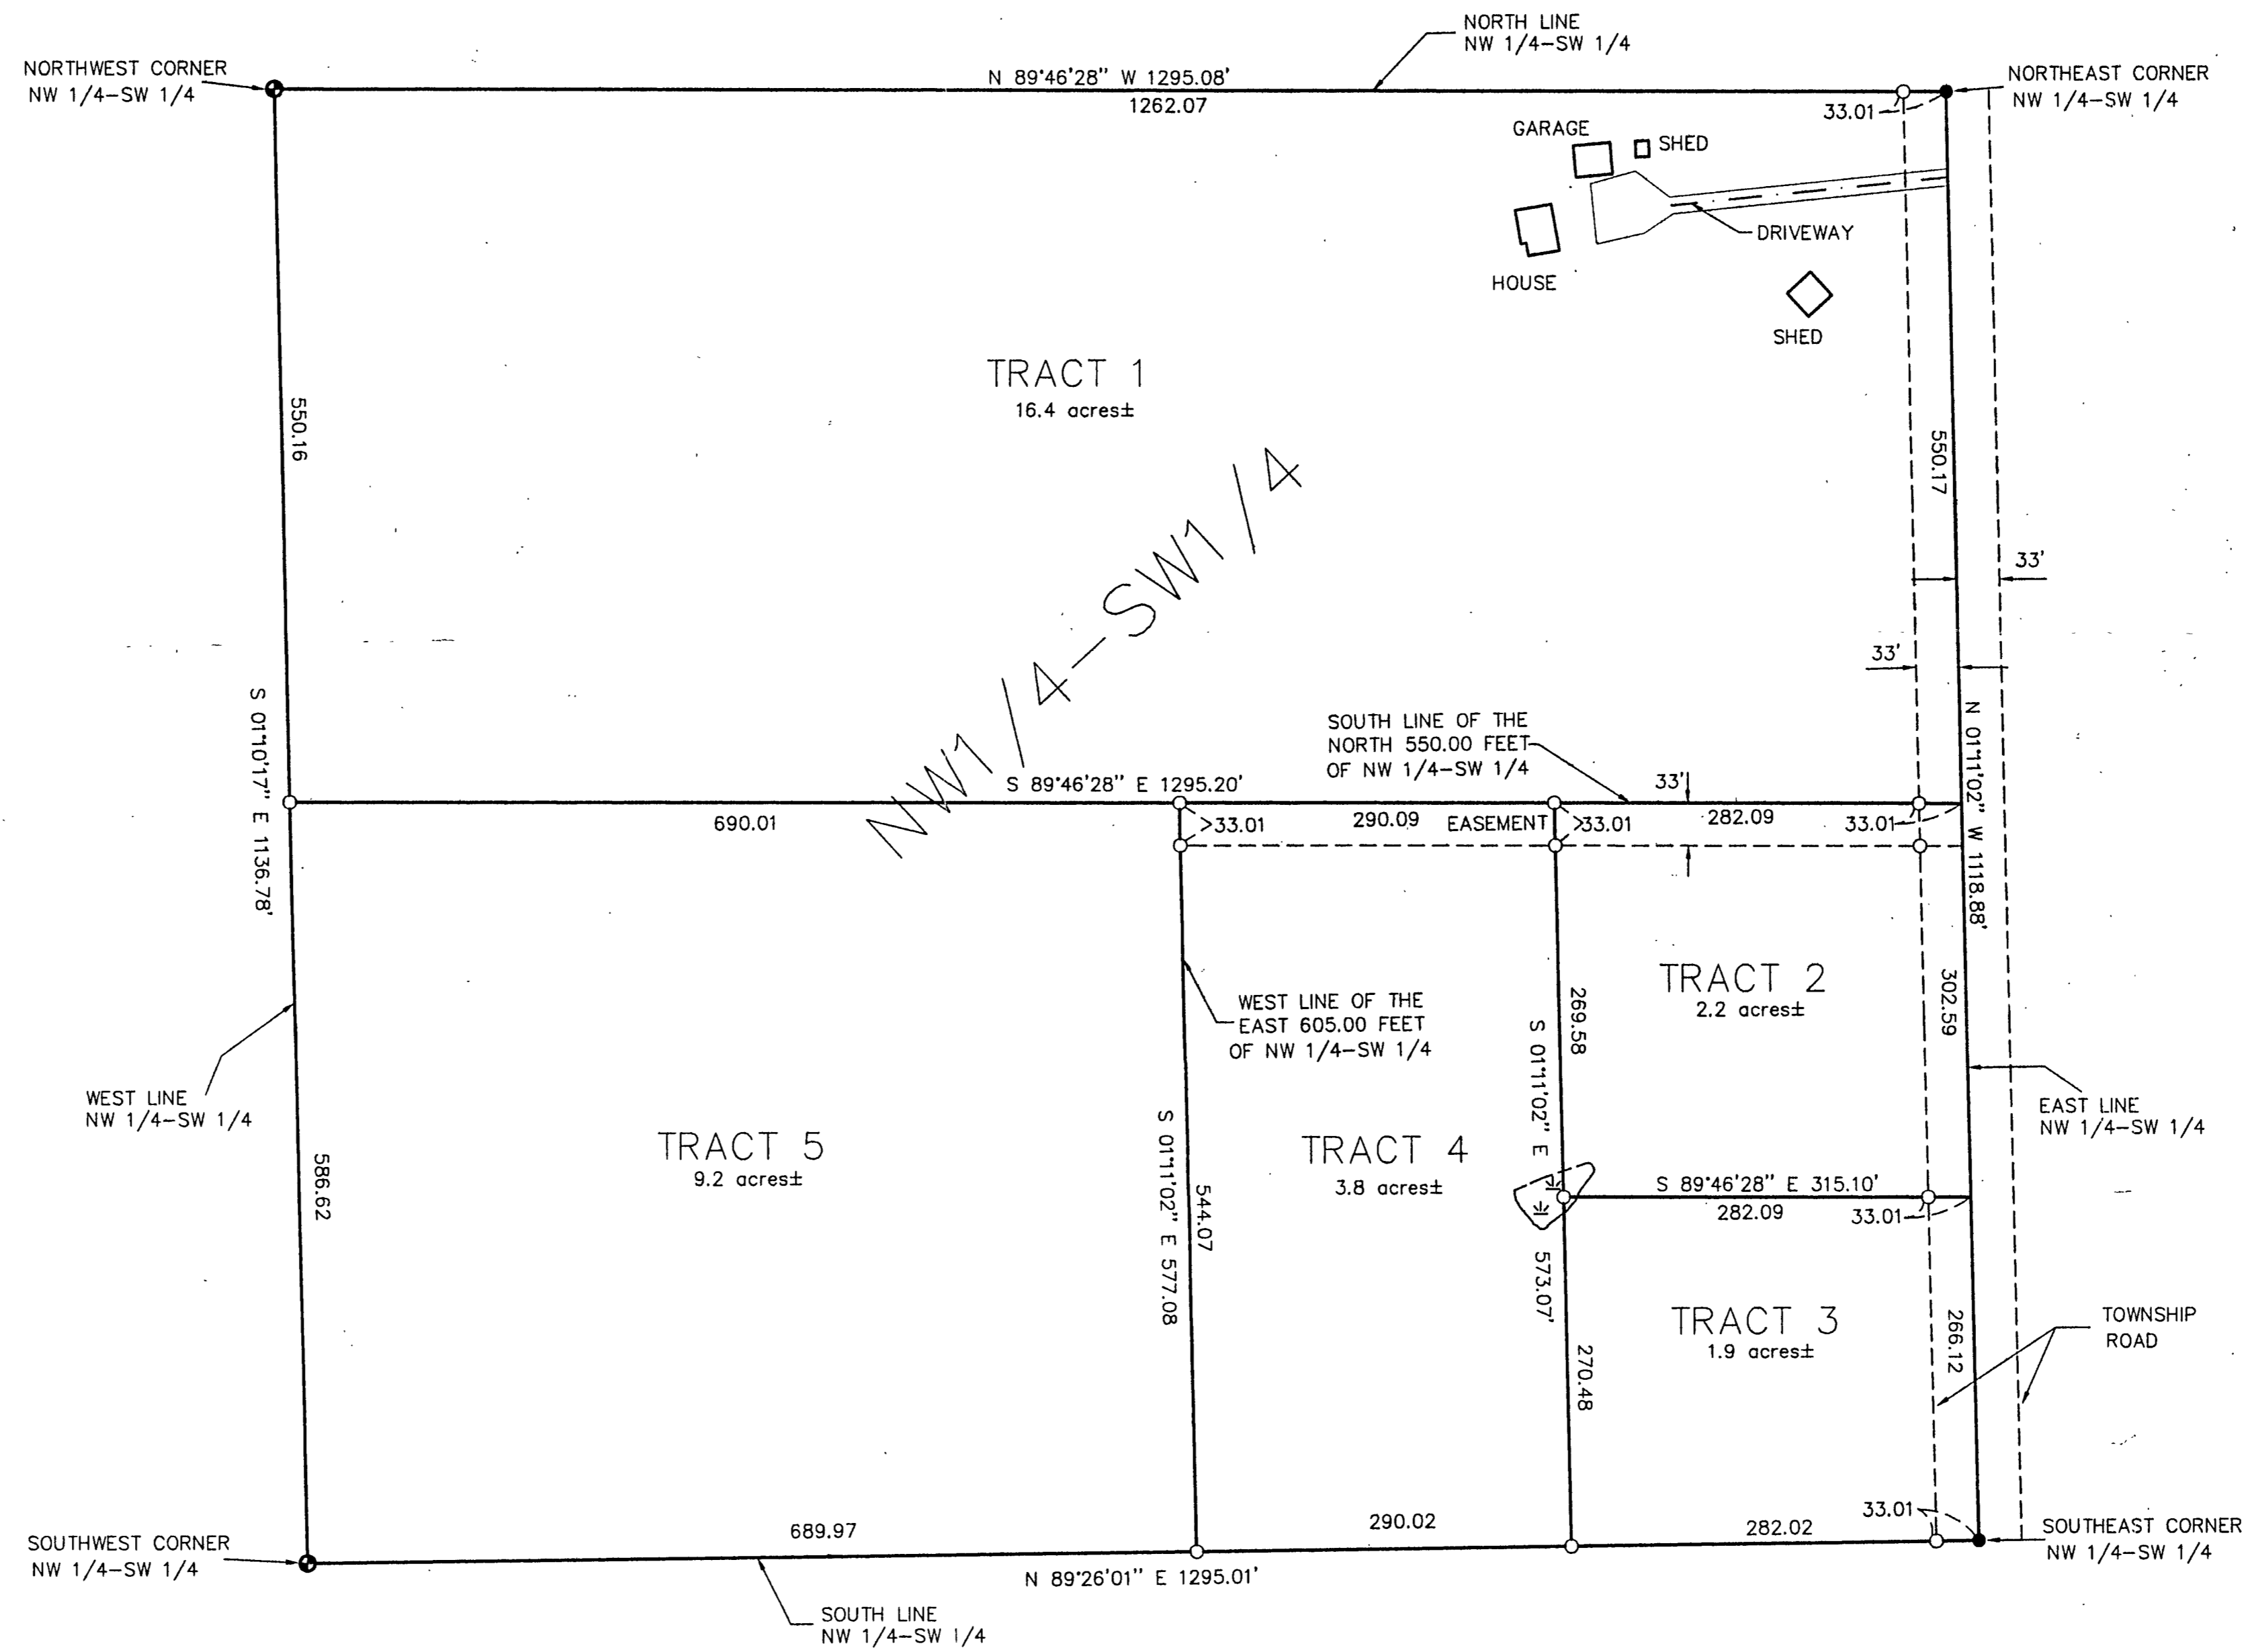 NORTH LINE
NW 1/4-SW 1/4
NORTHWEST CORNER
NW 1/4-SW 1/4
N 89°46'28" W 1295.08'
1262.07
NORTHEAST CORNER
NW 1/4-SW 1/4
33.01
GARAGE
SHED
DRIVEWAY
HOUSE
SHED
TRACT 1
16.4 acres±
550.16
550.17
NW1/4-SW1/4
33'
33'
S 01°10'17" E 1136.78'
N 01°11'02" W 1118.88'
SOUTH LINE OF THE
NORTH 550.00 FEET
OF NW 1/4-SW 1/4
S 89°46'28" E 1295.20'
33'
690.01
33.01
290.09
EASEMENT
33.01
282.09
33.01
TRACT 2
2.2 acres±
269.58
302.59
WEST LINE OF THE
EAST 605.00 FEET
OF NW 1/4-SW 1/4
S 01°11'02" E
573.07'
WEST LINE
NW 1/4-SW 1/4
EAST LINE
NW 1/4-SW 1/4
TRACT 5
9.2 acres±
TRACT 4
3.8 acres±
586.62
S 01°11'02" E 577.08
544.07
S 89°46'28" E 315.10'
282.09
33.01
TRACT 3
1.9 acres±
270.48
266.12
TOWNSHIP
ROAD
33.01
SOUTHWEST CORNER
NW 1/4-SW 1/4
689.97
290.02
282.02
SOUTHEAST CORNER
NW 1/4-SW 1/4
N 89°26'01" E 1295.01'
SOUTH LINE
NW 1/4-SW 1/4